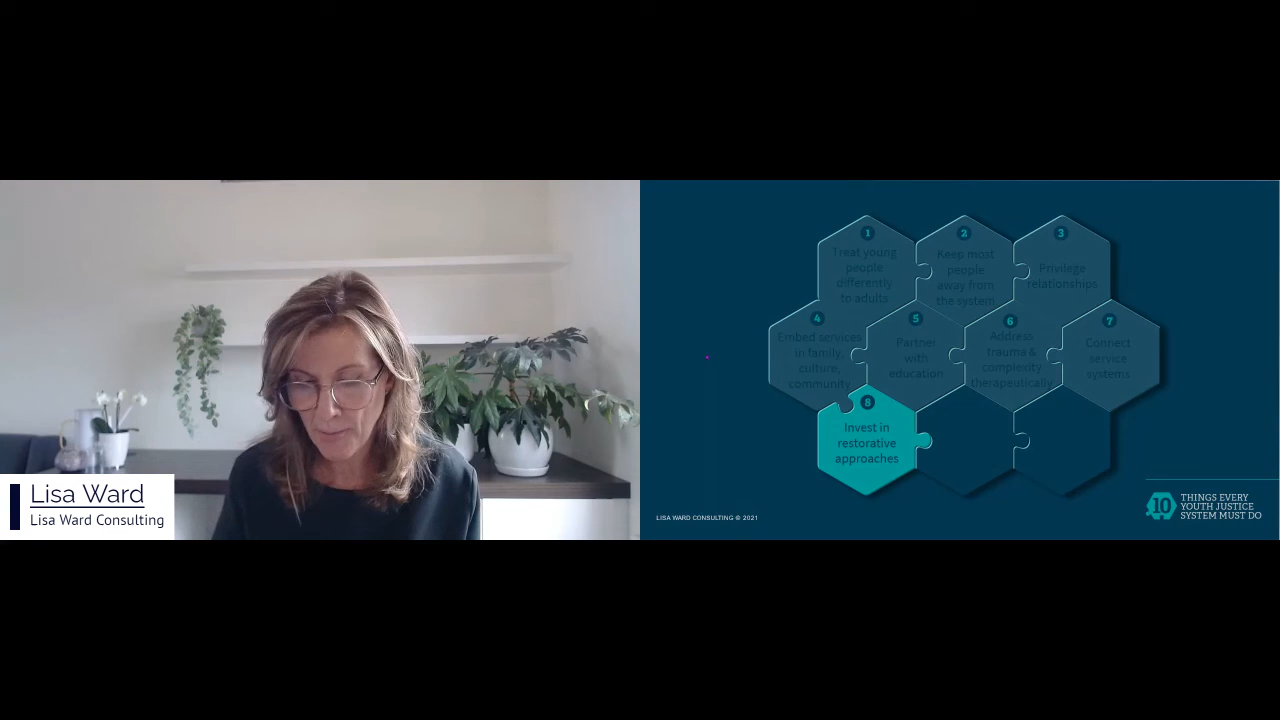 Lisa Ward
Lisa Ward Consulting
1
Treat young
people
differently
to adults
2
Keep most
people
away from
the system
3
Privilege
relationships
4
Embed services
in family,
culture,
community
5
Partner
with
education
6
Address
trauma &
complexity
therapeutically
7
Connect
service
systems
8
Invest in
restorative
approaches
LISA WARD CONSULTING © 2021
10
THINGS EVERY
YOUTH JUSTICE
SYSTEM MUST DO